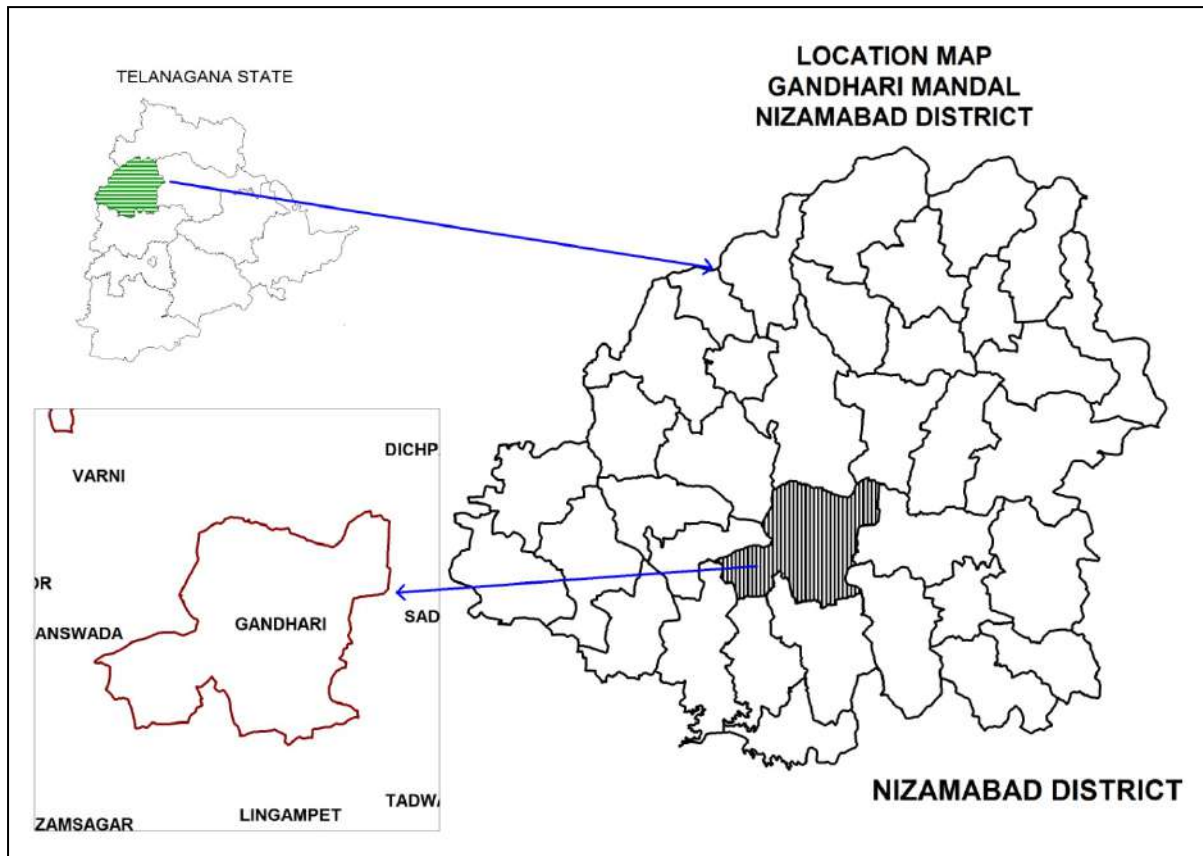 LOCATION MAP
GANDHARI MANDAL
NIZAMABAD DISTRICT
TELANAGANA STATE
DICHP
VARNI
OR
ANSWADA
GANDHARI
SAD
TADW
LINGAMPET
ZAMSAGAR
NIZAMABAD DISTRICT